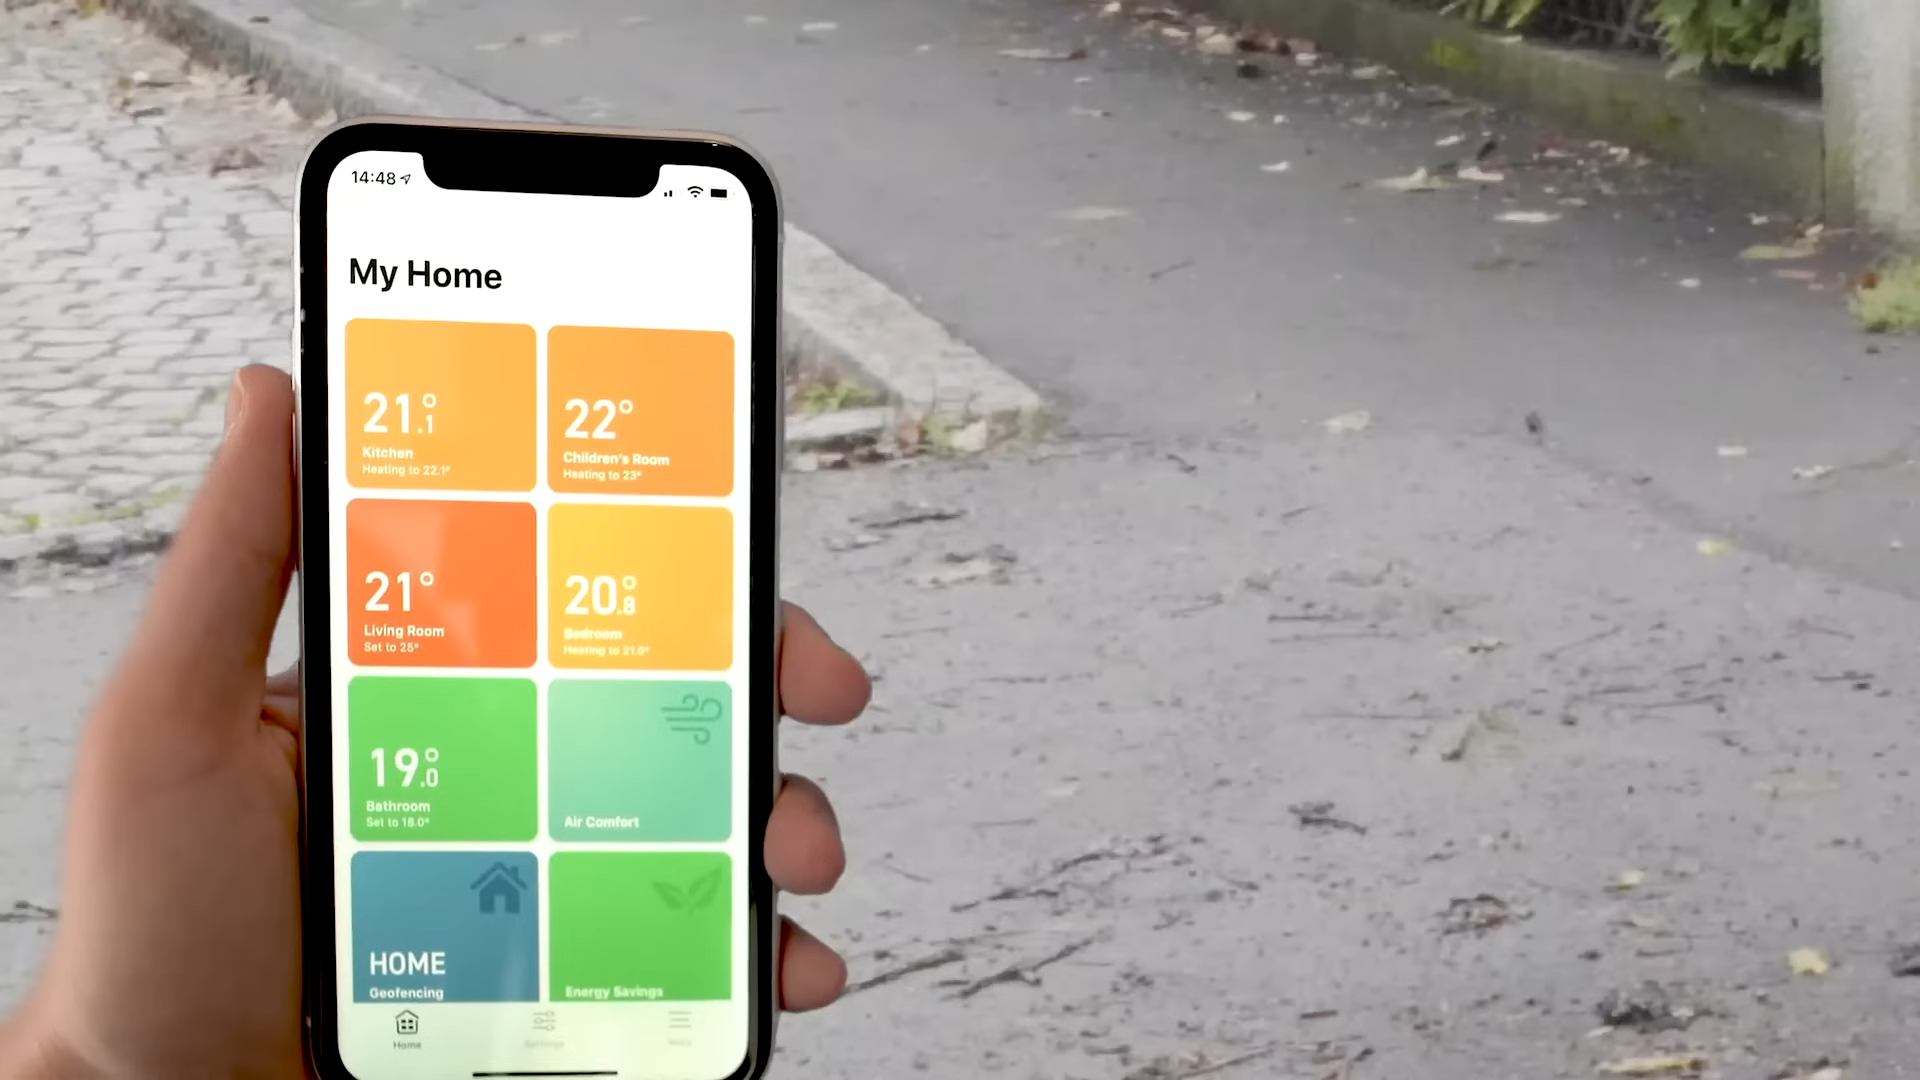 14:48
My Home
21.1°
Kitchen
Heating to 22.1°
22°
Children's Room
Heating to 23°
21°
Living Room
Set to 25°
20.8°
Bedroom
Heating to 21.0°
19.0°
Bathroom
Set to 18.0°
Air Comfort
HOME
Geofencing
Energy Savings
Home
Settings